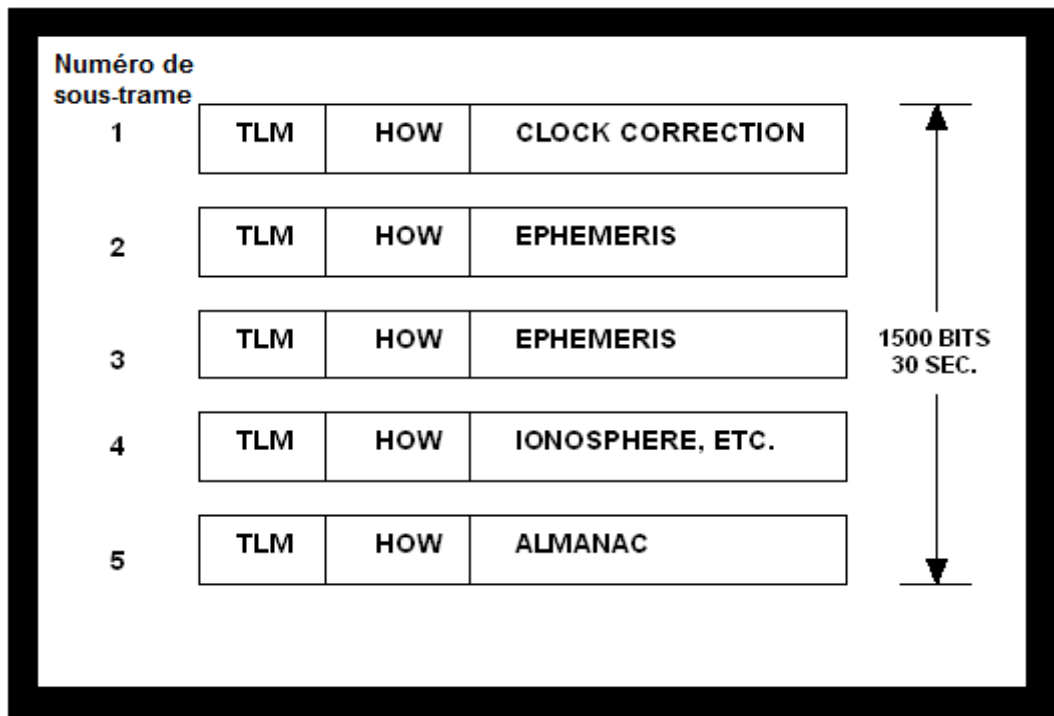 Numéro de
sous-trame
1 TLM HOW CLOCK CORRECTION
2 TLM HOW EPHEMERIS
3 TLM HOW EPHEMERIS
1500 BITS
30 SEC.
4 TLM HOW IONOSPHERE, ETC.
5 TLM HOW ALMANAC